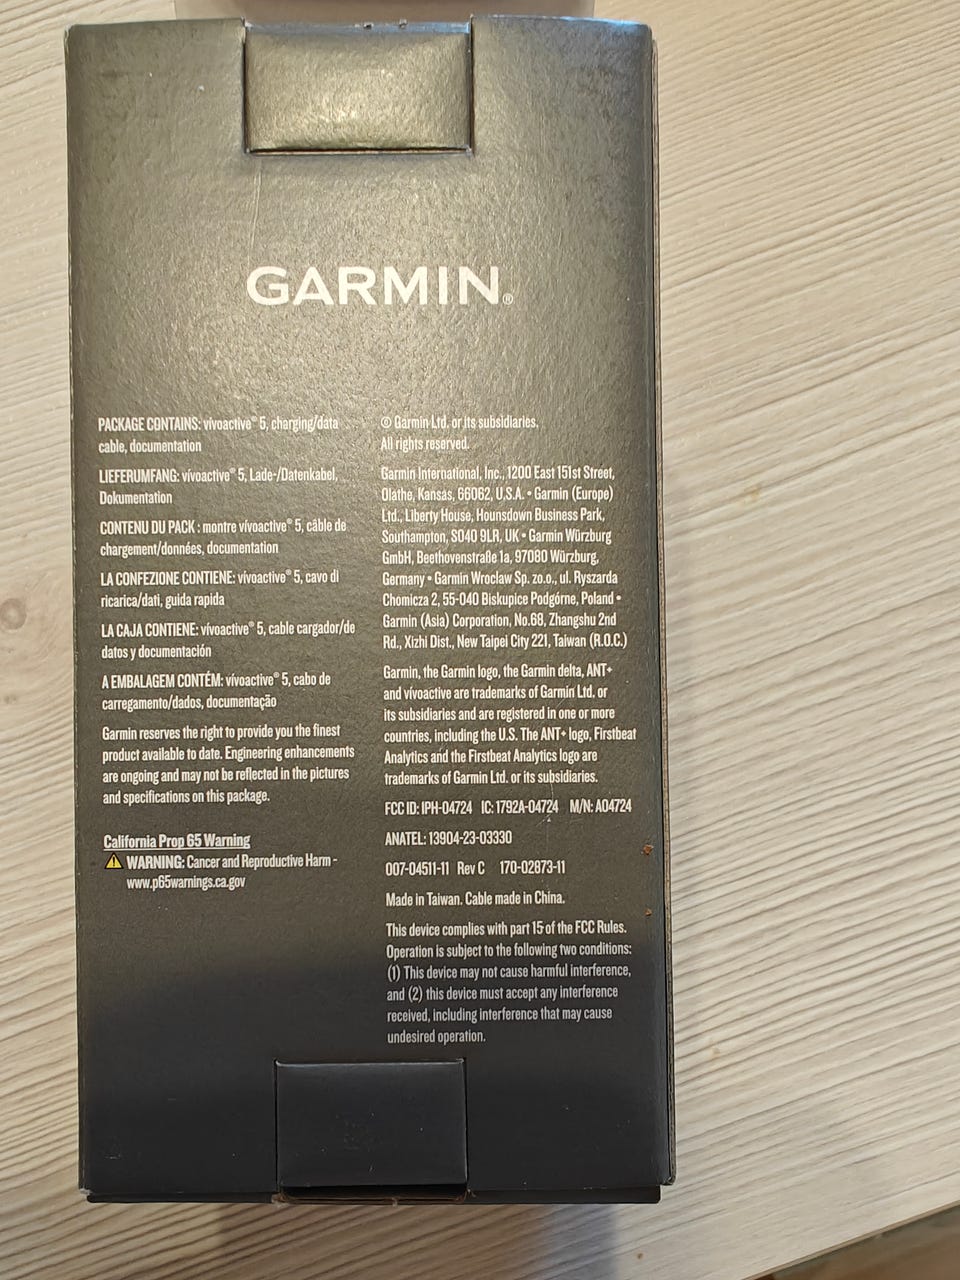 GARMIN®
PACKAGE CONTAINS: vívoactive® 5, charging/data
cable, documentation
LIEFERUMFANG: vívoactive® 5, Lade-/Datenkabel,
Dokumentation
CONTENU DU PACK : montre vívoactive® 5, câble de
chargement/données, documentation
LA CONFEZIONE CONTIENE: vívoactive® 5, cavo di
ricarica/dati, guida rapida
LA CAJA CONTIENE: vívoactive® 5, cable cargador/de
datos y documentación
A EMBALAGEM CONTÉM: vívoactive® 5, cabo de
carregamento/dados, documentação
Garmin reserves the right to provide you the finest
product available to date. Engineering enhancements
are ongoing and may not be reflected in the pictures
and specifications on this package.
California Prop 65 Warning
⚠ WARNING: Cancer and Reproductive Harm -
www.p65warnings.ca.gov
© Garmin Ltd. or its subsidiaries.
All rights reserved.
Garmin International, Inc., 1200 East 151st Street,
Olathe, Kansas, 66062, U.S.A. • Garmin (Europe)
Ltd., Liberty House, Hounsdown Business Park,
Southampton, SO40 9LR, UK • Garmin Würzburg
GmbH, Beethovenstraße 1a, 97080 Würzburg,
Germany • Garmin Wroclaw Sp. zo.o., ul. Ryszarda
Chomicza 2, 55-040 Biskupice Podgórne, Poland •
Garmin (Asia) Corporation, No.68, Zhangshu 2nd
Rd., Xizhi Dist., New Taipei City 221, Taiwan (R.O.C.)
Garmin, the Garmin logo, the Garmin delta, ANT+
and vívoactive are trademarks of Garmin Ltd. or
its subsidiaries and are registered in one or more
countries, including the U.S. The ANT+ logo, Firstbeat
Analytics and the Firstbeat Analytics logo are
trademarks of Garmin Ltd. or its subsidiaries.
FCC ID: IPH-04724 IC: 1792A-04724 M/N: A04724
ANATEL: 13904-23-03330
007-04511-11 Rev C 170-02873-11
Made in Taiwan. Cable made in China.
This device complies with part 15 of the FCC Rules.
Operation is subject to the following two conditions:
(1) This device may not cause harmful interference,
and (2) this device must accept any interference
received, including interference that may cause
undesired operation.